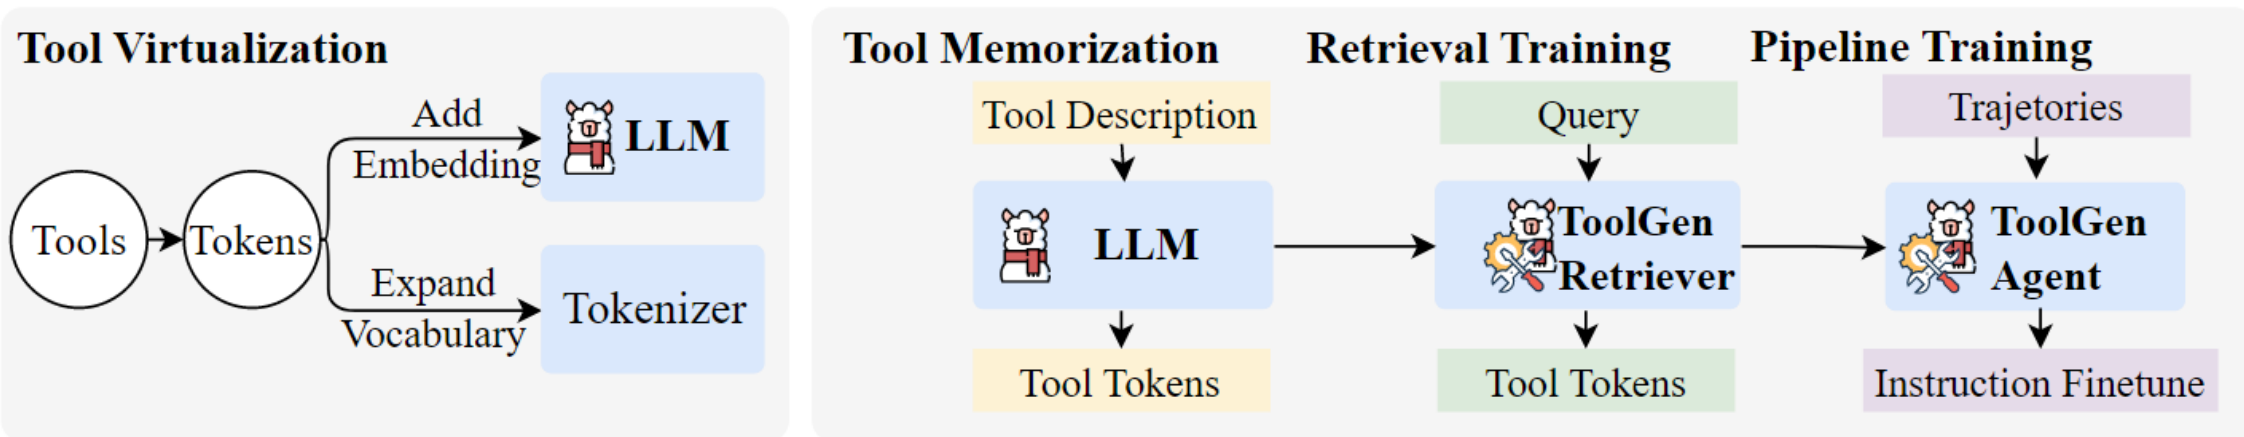 Tool Virtualization
Tools
Tokens
Add
Embedding
LLM
Expand
Vocabulary
Tokenizer
Tool Memorization
Tool Description
LLM
Tool Tokens
Retrieval Training
Query
ToolGen
Retriever
Tool Tokens
Pipeline Training
Trajetories
ToolGen
Agent
Instruction Finetune